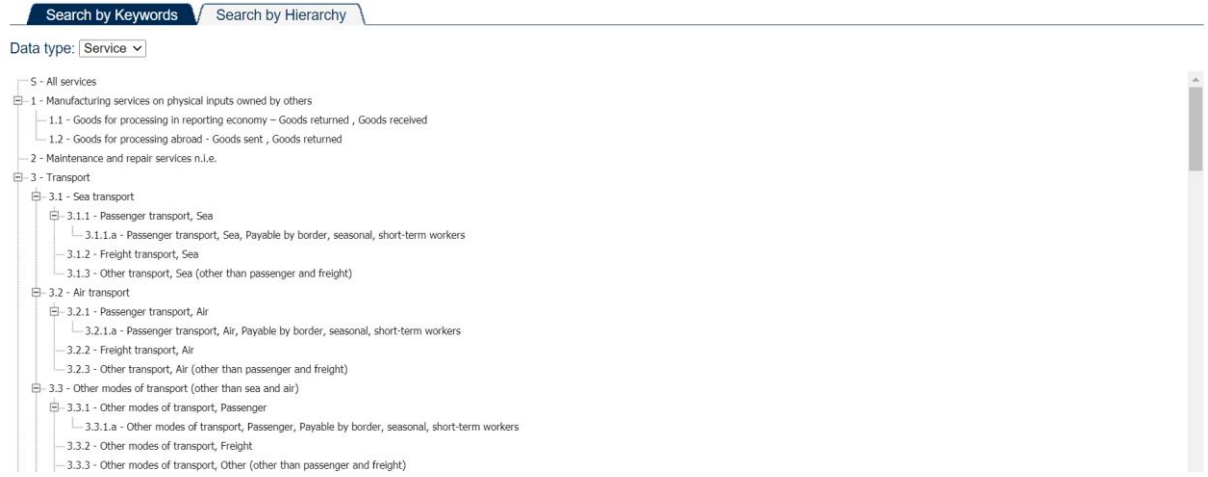 Search by Keywords Search by Hierarchy
Data type: Service
S - All services
1 - Manufacturing services on physical inputs owned by others
1.1 - Goods for processing in reporting economy – Goods returned , Goods received
1.2 - Goods for processing abroad - Goods sent , Goods returned
2 - Maintenance and repair services n.i.e.
3 - Transport
3.1 - Sea transport
3.1.1 - Passenger transport, Sea
3.1.1.a - Passenger transport, Sea, Payable by border, seasonal, short-term workers
3.1.2 - Freight transport, Sea
3.1.3 - Other transport, Sea (other than passenger and freight)
3.2 - Air transport
3.2.1 - Passenger transport, Air
3.2.1.a - Passenger transport, Air, Payable by border, seasonal, short-term workers
3.2.2 - Freight transport, Air
3.2.3 - Other transport, Air (other than passenger and freight)
3.3 - Other modes of transport (other than sea and air)
3.3.1 - Other modes of transport, Passenger
3.3.1.a - Other modes of transport, Passenger, Payable by border, seasonal, short-term workers
3.3.2 - Other modes of transport, Freight
3.3.3 - Other modes of transport, Other (other than passenger and freight)